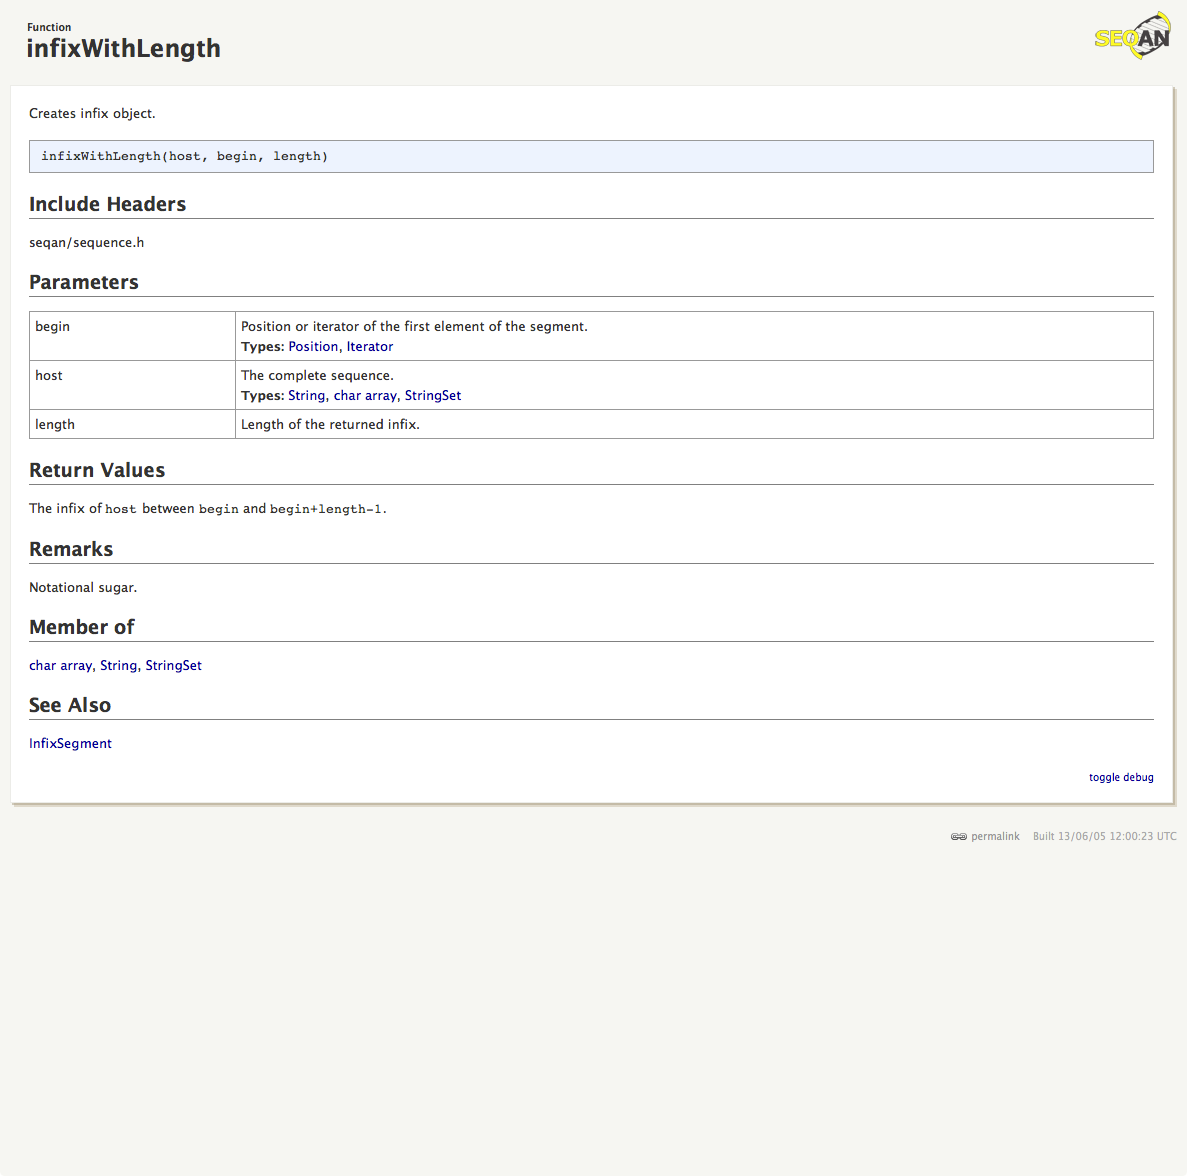 Function
infixWithLength
SEQAN
Creates infix object.
infixWithLength(host, begin, length)
Include Headers
seqan/sequence.h
Parameters
begin
Position or iterator of the first element of the segment.
Types: Position, Iterator
host
The complete sequence.
Types: String, char array, StringSet
length
Length of the returned infix.
Return Values
The infix of host between begin and begin+length-1.
Remarks
Notational sugar.
Member of
char array, String, StringSet
See Also
InfixSegment
toggle debug
permalink Built 13/06/05 12:00:23 UTC